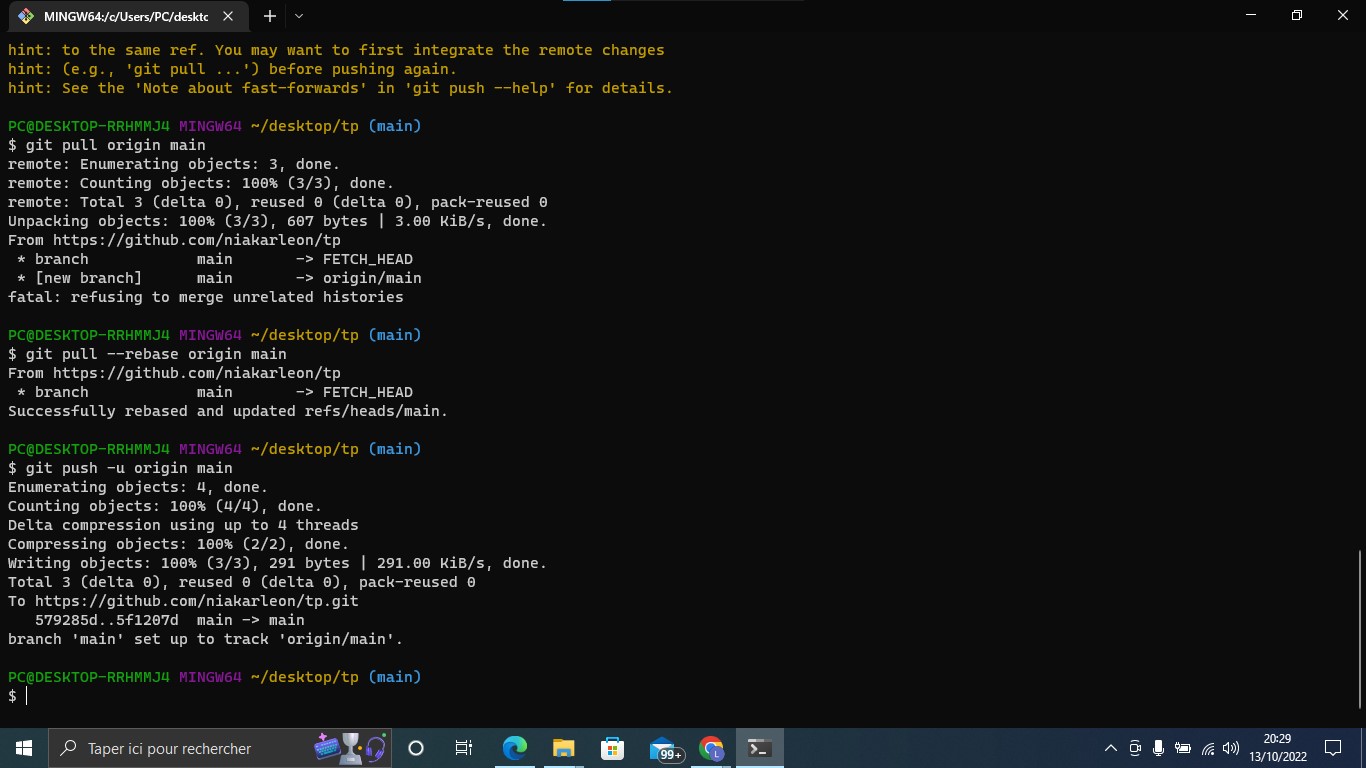 MINGW64:/c/Users/PC/deskto
hint: to the same ref. You may want to first integrate the remote changes
hint: (e.g., 'git pull ...') before pushing again.
hint: See the 'Note about fast-forwards' in 'git push --help' for details.
PC@DESKTOP-RRHMMJ4 MINGW64 ~/desktop/tp (main)
$ git pull origin main
remote: Enumerating objects: 3, done.
remote: Counting objects: 100% (3/3), done.
remote: Total 3 (delta 0), reused 0 (delta 0), pack-reused 0
Unpacking objects: 100% (3/3), 607 bytes | 3.00 KiB/s, done.
From https://github.com/niakarleon/tp
 * branch            main       -> FETCH_HEAD
 * [new branch]      main       -> origin/main
fatal: refusing to merge unrelated histories
PC@DESKTOP-RRHMMJ4 MINGW64 ~/desktop/tp (main)
$ git pull --rebase origin main
From https://github.com/niakarleon/tp
 * branch            main       -> FETCH_HEAD
Successfully rebased and updated refs/heads/main.
PC@DESKTOP-RRHMMJ4 MINGW64 ~/desktop/tp (main)
$ git push -u origin main
Enumerating objects: 4, done.
Counting objects: 100% (4/4), done.
Delta compression using up to 4 threads
Compressing objects: 100% (2/2), done.
Writing objects: 100% (3/3), 291 bytes | 291.00 KiB/s, done.
Total 3 (delta 0), reused 0 (delta 0), pack-reused 0
To https://github.com/niakarleon/tp.git
   579285d..5f1207d  main -> main
branch 'main' set up to track 'origin/main'.
PC@DESKTOP-RRHMMJ4 MINGW64 ~/desktop/tp (main)
$
Taper ici pour rechercher
99+
L
20:29
13/10/2022